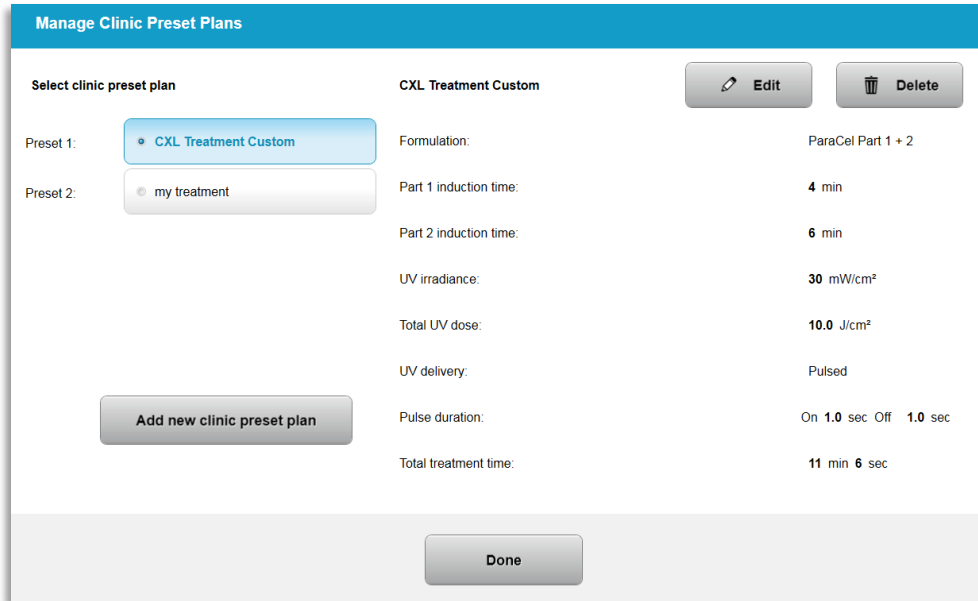 Manage Clinic Preset Plans
Select clinic preset plan
Preset 1: CXL Treatment Custom
Preset 2: my treatment
Add new clinic preset plan
CXL Treatment Custom Edit Delete
Formulation: ParaCel Part 1 + 2
Part 1 induction time: 4 min
Part 2 induction time: 6 min
UV irradiance: 30 mW/cm²
Total UV dose: 10.0 J/cm²
UV delivery: Pulsed
Pulse duration: On 1.0 sec Off 1.0 sec
Total treatment time: 11 min 6 sec
Done